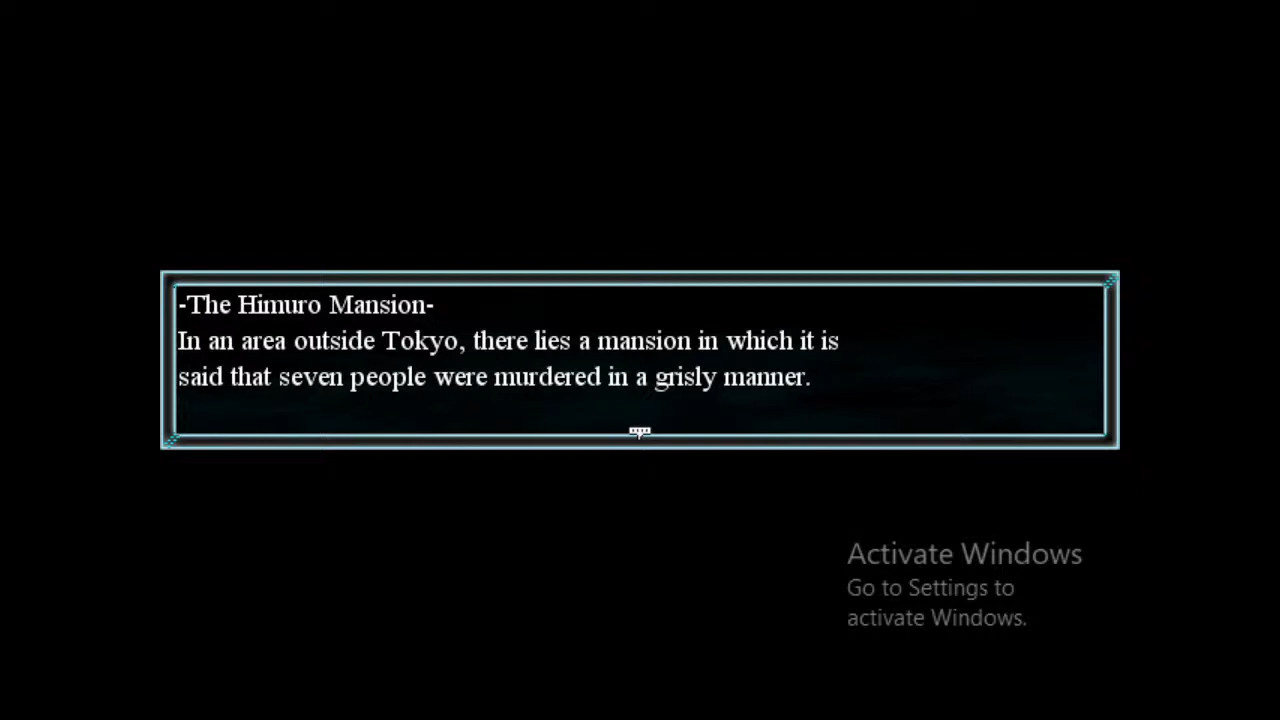 -The Himuro Mansion-
In an area outside Tokyo, there lies a mansion in which it is
said that seven people were murdered in a grisly manner.
Activate Windows
Go to Settings to
activate Windows.